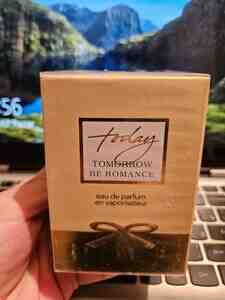 :56
today
TOMORROW
BE ROMANCE
eau de parfum
en vaporisateur